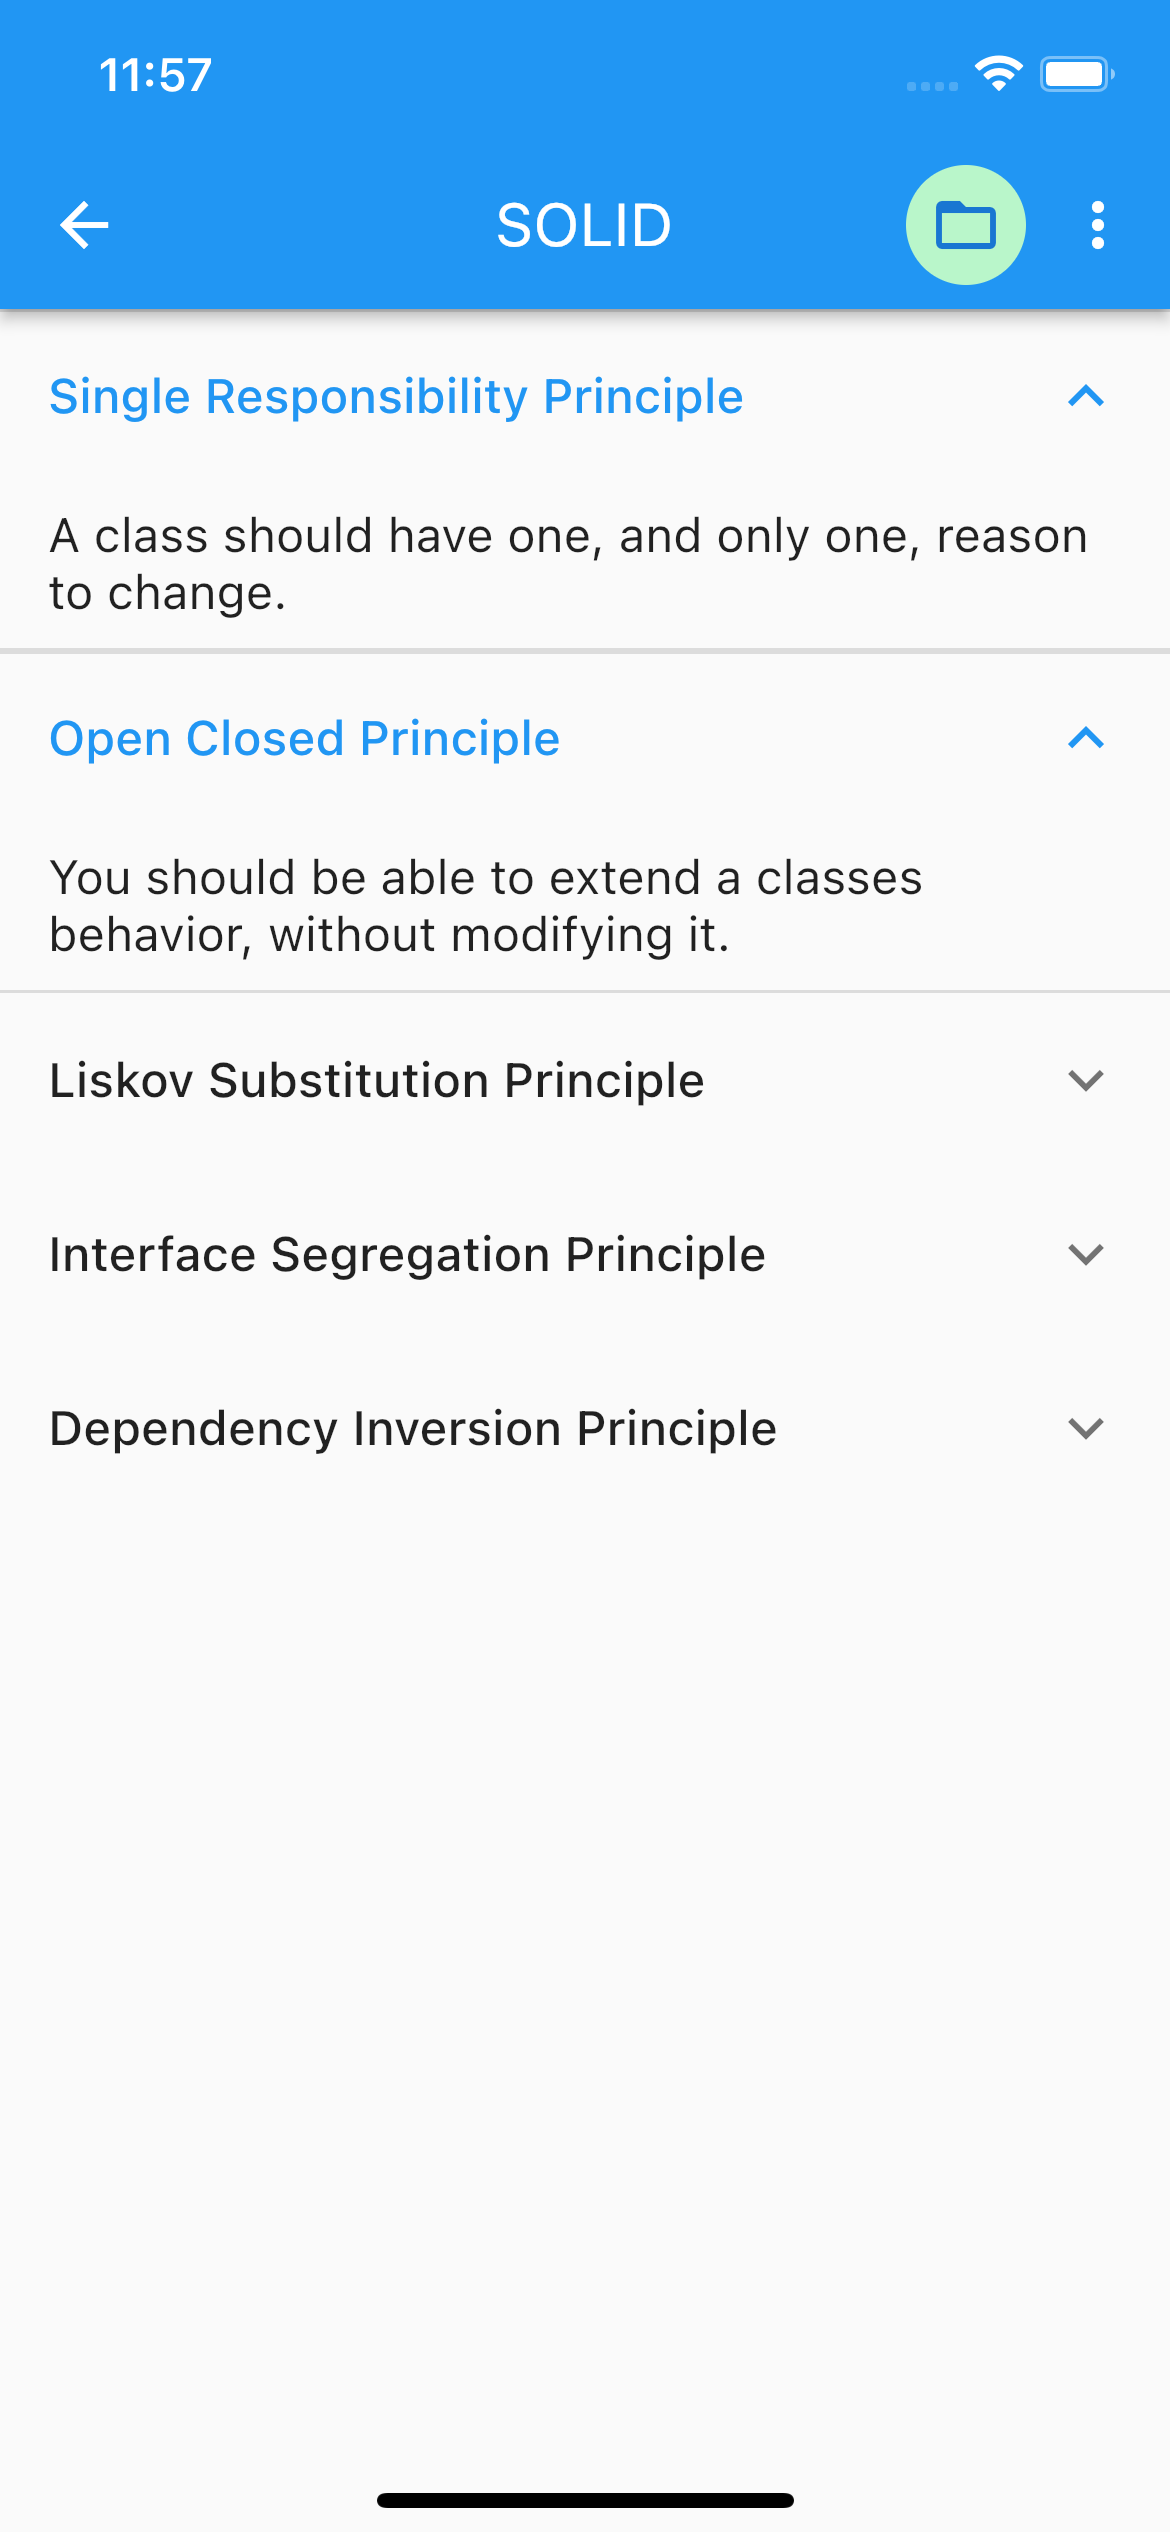 11:57
SOLID
Single Responsibility Principle
A class should have one, and only one, reason
to change.
Open Closed Principle
You should be able to extend a classes
behavior, without modifying it.
Liskov Substitution Principle
Interface Segregation Principle
Dependency Inversion Principle